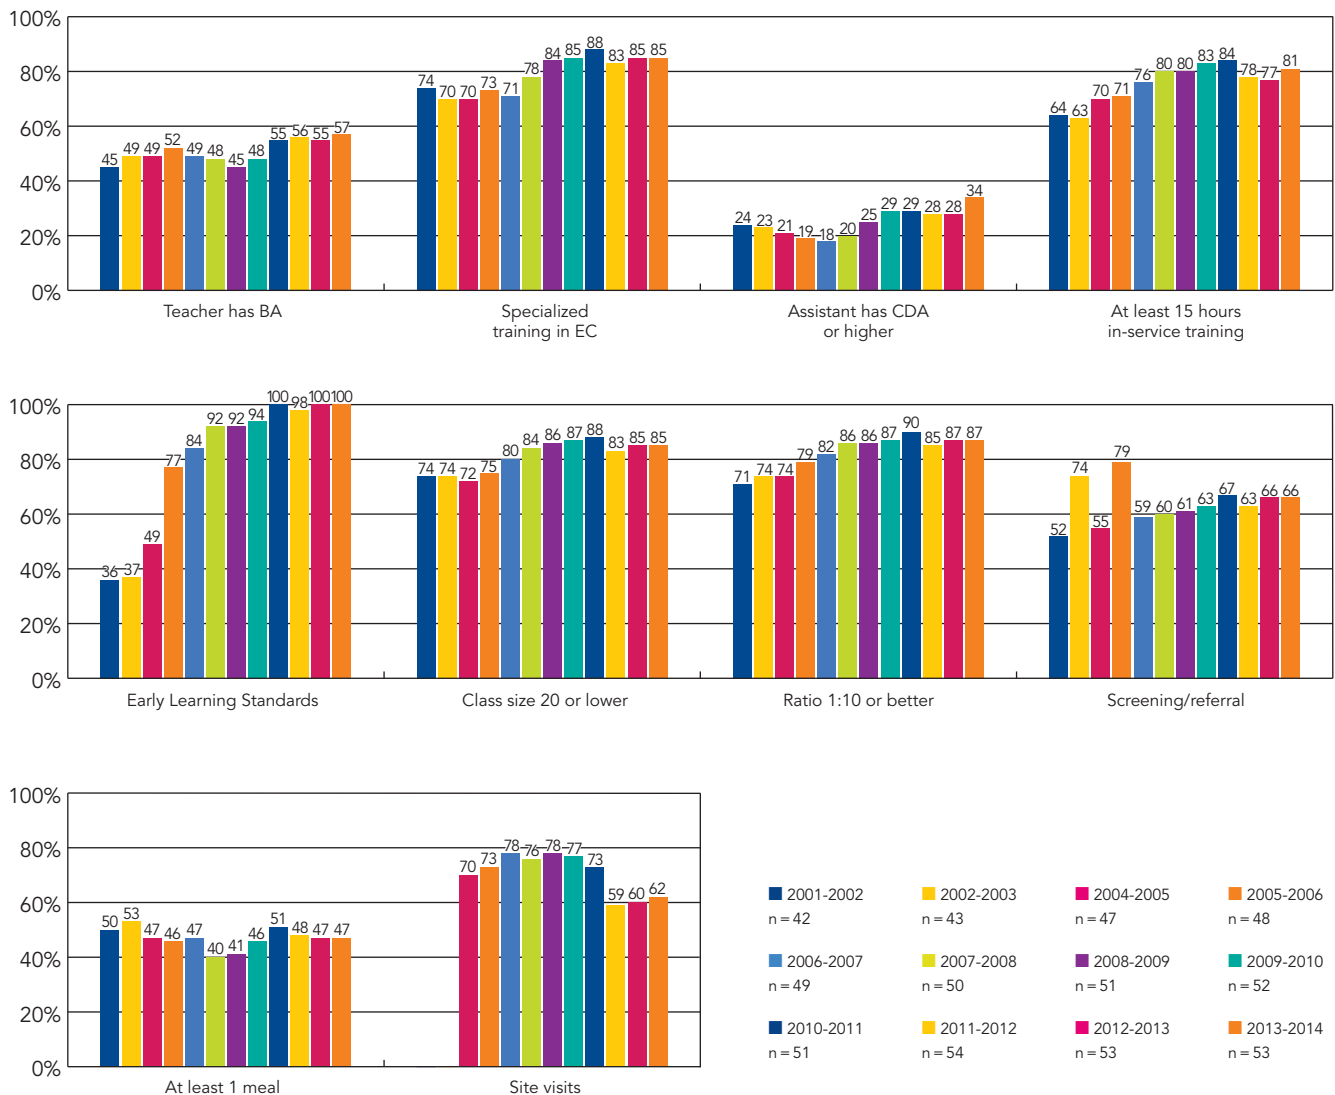 100%
80%
60%
40%
20%
0%
45 49 49 52 49 48 45 48 55 56 55 57
74 70 70 73 71 78 84 85 88 83 85 85
24 23 21 19 18 20 25 29 29 28 28 34
64 63 70 71 76 80 80 83 84 78 77 81
Teacher has BA
Specialized
training in EC
Assistant has CDA
or higher
At least 15 hours
in-service training
100%
80%
60%
40%
20%
0%
36 37 49 77 84 92 92 94 100 98 100 100
74 74 72 75 80 84 86 87 88 83 85 85
71 74 74 79 82 86 86 87 90 85 87 87
52 74 55 79 59 60 61 63 67 63 66 66
Early Learning Standards
Class size 20 or lower
Ratio 1:10 or better
Screening/referral
100%
80%
60%
40%
20%
0%
50 53 47 46 47 40 41 46 51 48 47 47
70 73 78 76 78 77 73 59 60 62
At least 1 meal
Site visits
2001-2002 2002-2003 2004-2005 2005-2006
n = 42 n = 43 n = 47 n = 48
2006-2007 2007-2008 2008-2009 2009-2010
n = 49 n = 50 n = 51 n = 52
2010-2011 2011-2012 2012-2013 2013-2014
n = 51 n = 54 n = 53 n = 53